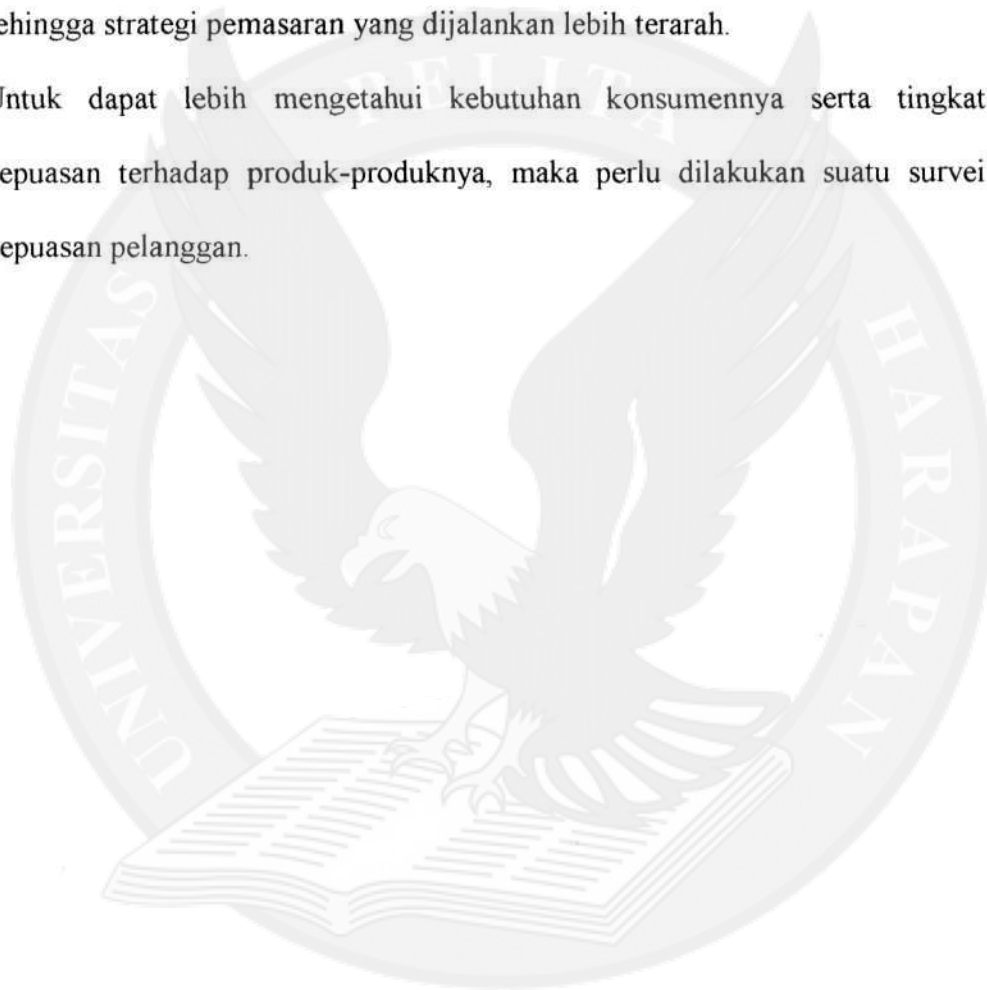 ehingga strategi pemasaran yang dijalankan lebih terarah.
Untuk dapat lebih mengetahui kebutuhan konsumennya serta tingkat
epuasan terhadap produk-produknya, maka perlu dilakukan suatu survei
epuasan pelanggan.
UNIVERSITAS PELITA HARAPAN